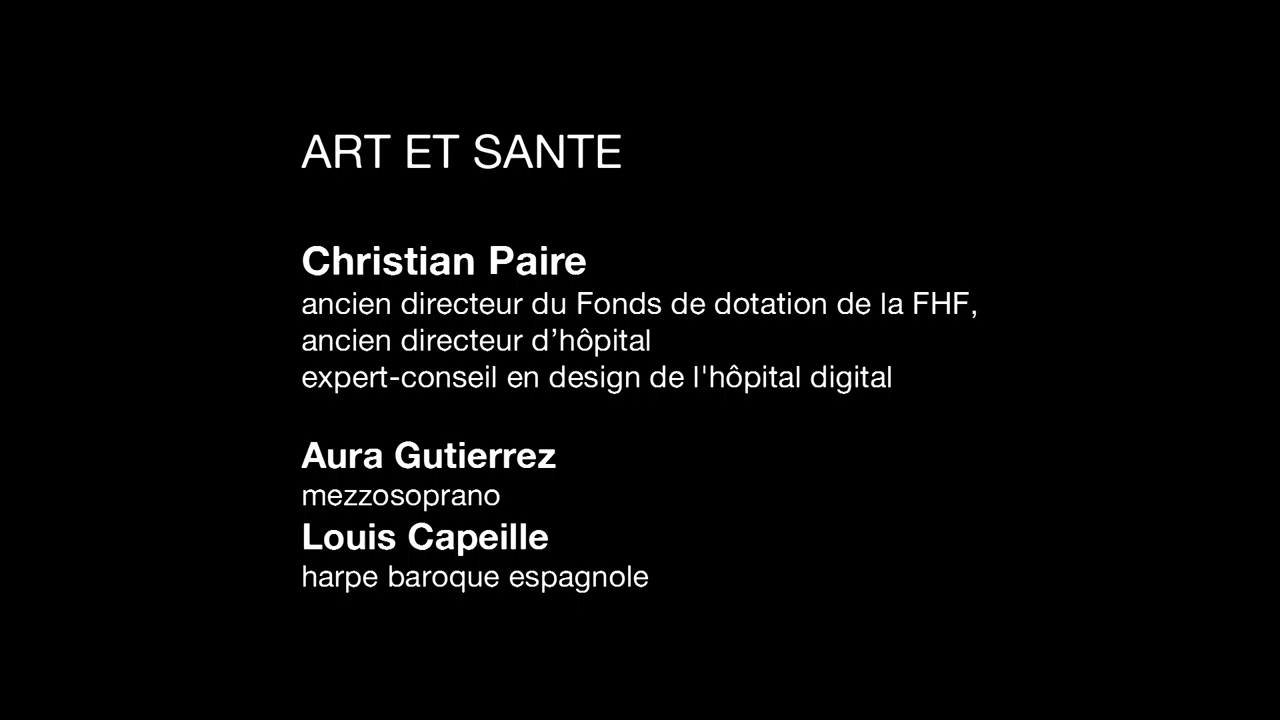 ART ET SANTE
Christian Paire
ancien directeur du Fonds de dotation de la FHF,
ancien directeur d’hôpital
expert-conseil en design de l'hôpital digital
Aura Gutierrez
mezzosoprano
Louis Capeille
harpe baroque espagnole